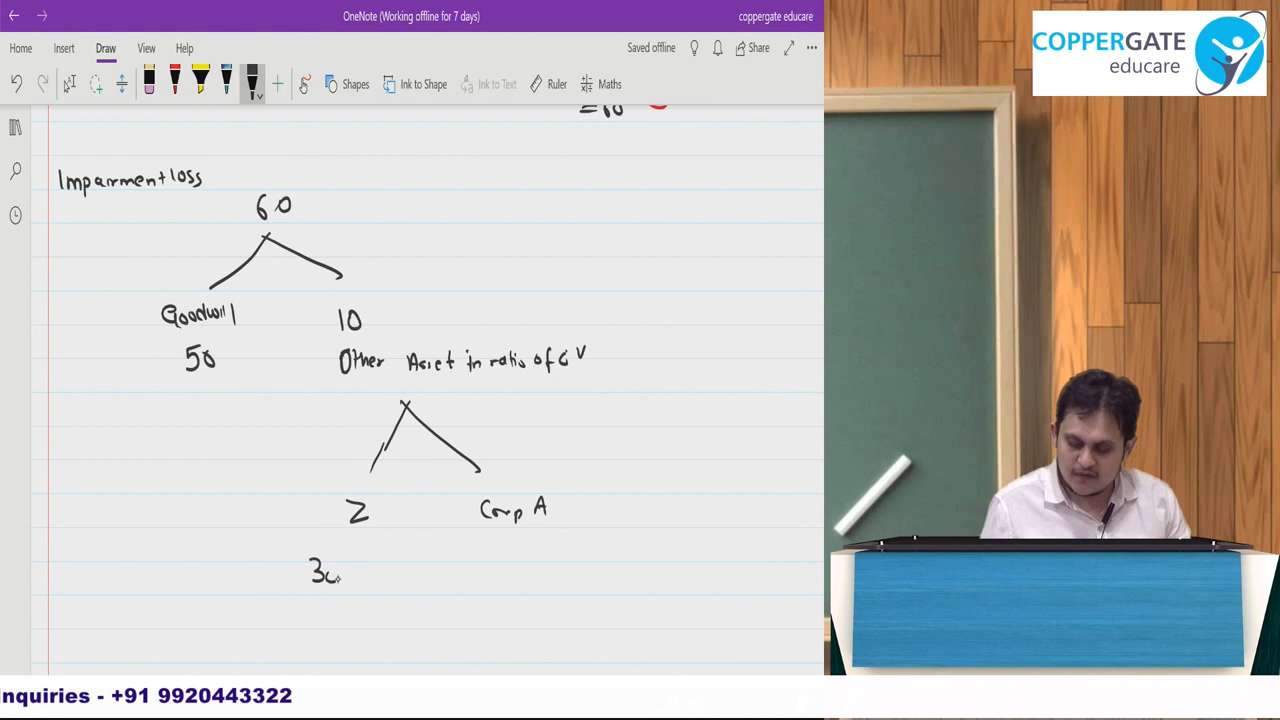 OneNote (Working offline for 7 days)
coppergate educare
Home Insert Draw View Help
Saved offline Share
Shapes Ink to Shape Ink to Text Ruler Maths
COPPERGATE
educare
Impairment loss
60
Goodwill 10
50 Other Asset in ratio of CV
Z Corp A
Inquiries - +91 9920443322